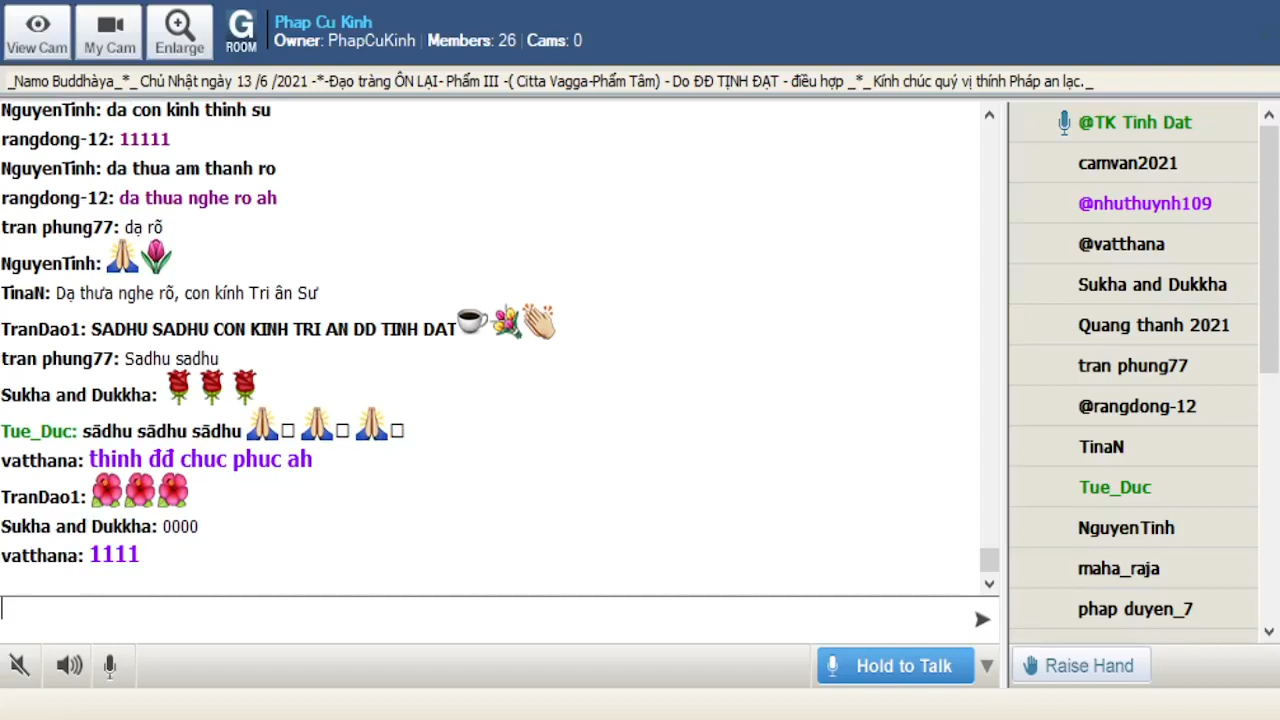 View Cam
My Cam
Enlarge
G
ROOM
Phap Cu Kinh
Owner: PhapCuKinh | Members: 26 | Cams: 0
_Namo Buddhàya_*_ Chủ Nhật ngày 13 /6 /2021 -*-Đạo tràng ÔN LẠI- Phẩm III -( Citta Vagga-Phẩm Tâm) - Do ĐĐ TỊNH ĐẠT - điều hợp _*_Kính chúc quý vị thính Pháp an lạc._
NguyenTinh: da con kinh thinh su
rangdong-12: 11111
NguyenTinh: da thua am thanh ro
rangdong-12: da thua nghe ro ah
tran phung77: dạ rõ
NguyenTinh: 🙏🌷
TinaN: Dạ thưa nghe rõ, con kính Tri ân Sư
TranDao1: SADHU SADHU CON KINH TRI AN DD TINH DAT☕💐👏
tran phung77: Sadhu sadhu
Sukha and Dukkha: 🌹🌹🌹
Tue_Duc: sādhu sādhu sādhu 🙏□ 🙏□ 🙏□
vatthana: thinh đđ chuc phuc ah
TranDao1: 🌺🌺🌺
Sukha and Dukkha: 0000
vatthana: 1111
@TK Tinh Dat
camvan2021
@nhuthuynh109
@vatthana
Sukha and Dukkha
Quang thanh 2021
tran phung77
@rangdong-12
TinaN
Tue_Duc
NguyenTinh
maha_raja
phap duyen_7
Hold to Talk
Raise Hand